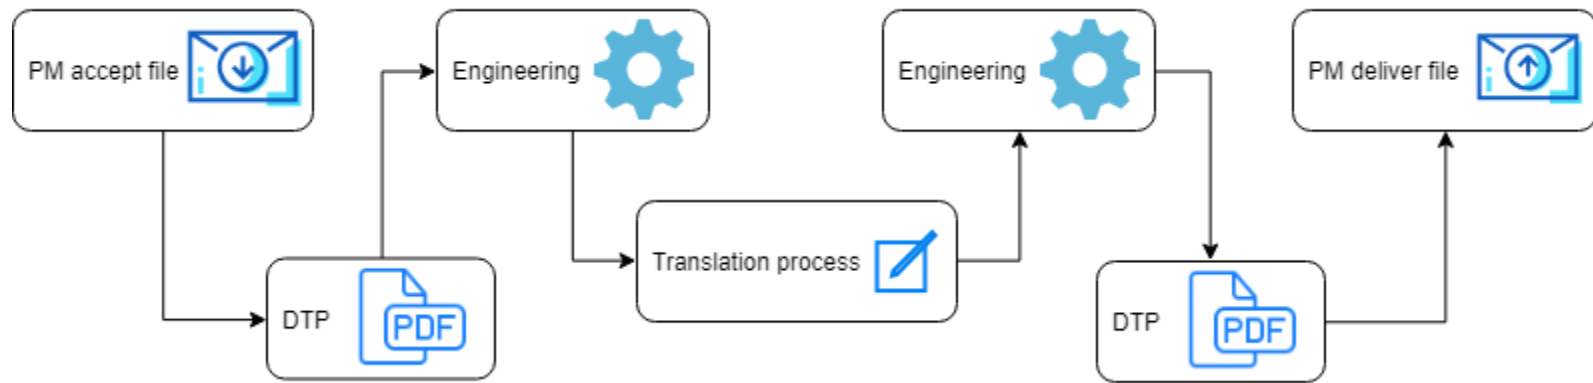 PM accept file
i
DTP
PDF
Engineering
Translation process
Engineering
DTP
PDF
PM deliver file
i